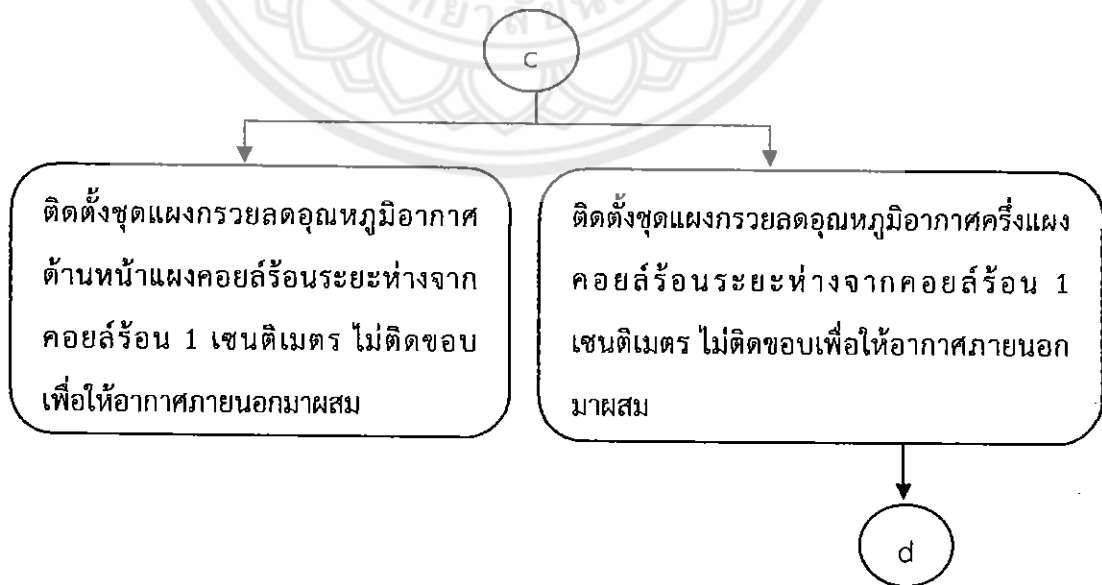 c
ติดตั้งชุดแผงกรวยลดอุณหภูมิอากาศ
ด้านหน้าแผงคอยล์ร้อนระยะห่างจาก
คอยล์ร้อน 1 เซนติเมตร ไม่ติดขอบ
เพื่อให้อากาศภายนอกมาผสม
ติดตั้งชุดแผงกรวยลดอุณหภูมิอากาศครึ่งแผง
คอยล์ร้อนระยะห่างจากคอยล์ร้อน 1
เซนติเมตร ไม่ติดขอบเพื่อให้อากาศภายนอก
มาผสม
d